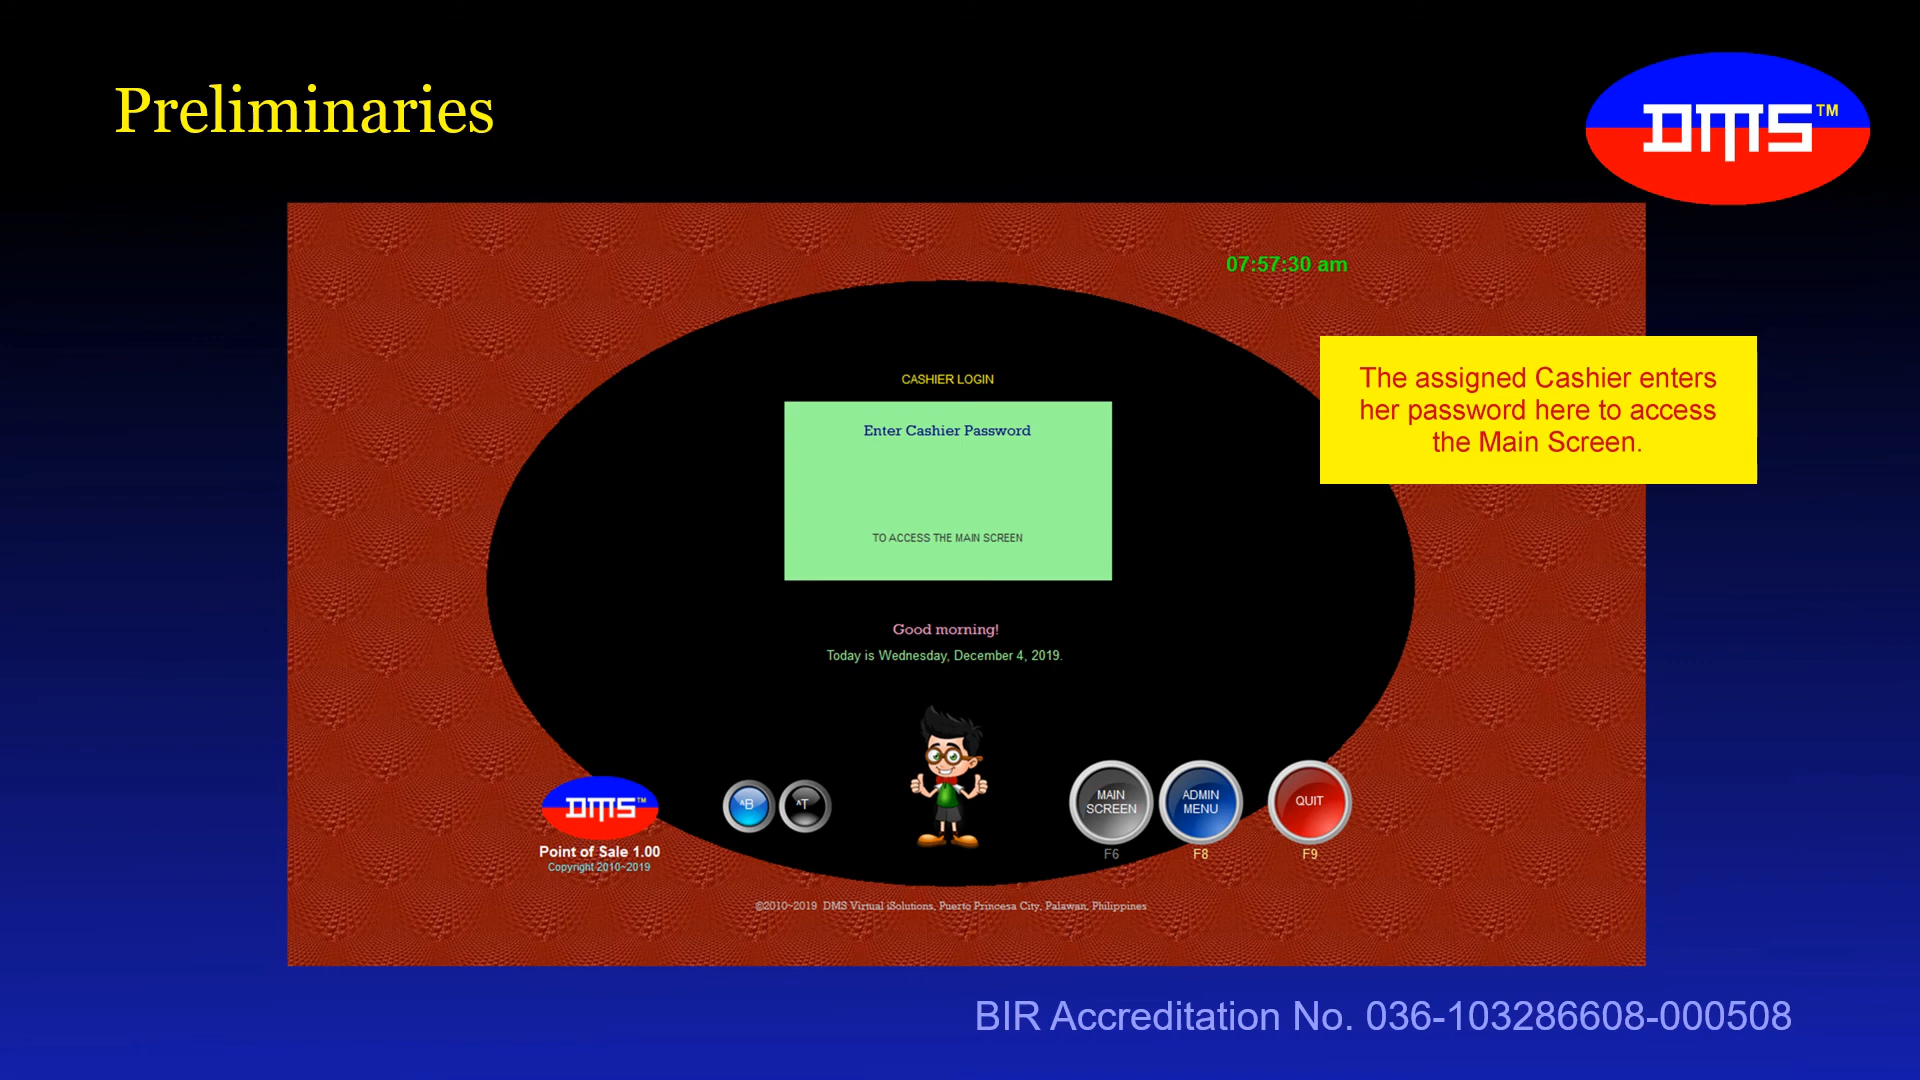 Preliminaries
DMS™
07:57:30 am
CASHIER LOGIN
Enter Cashier Password
TO ACCESS THE MAIN SCREEN
The assigned Cashier enters
her password here to access
the Main Screen.
Good morning!
Today is Wednesday, December 4, 2019.
DMS™
Point of Sale 1.00
Copyright 2010~2019
^B
^T
MAIN
SCREEN
F6
ADMIN
MENU
F8
QUIT
F9
©2010~2019 DMS Virtual iSolutions, Puerto Princesa City, Palawan, Philippines
BIR Accreditation No. 036-103286608-000508